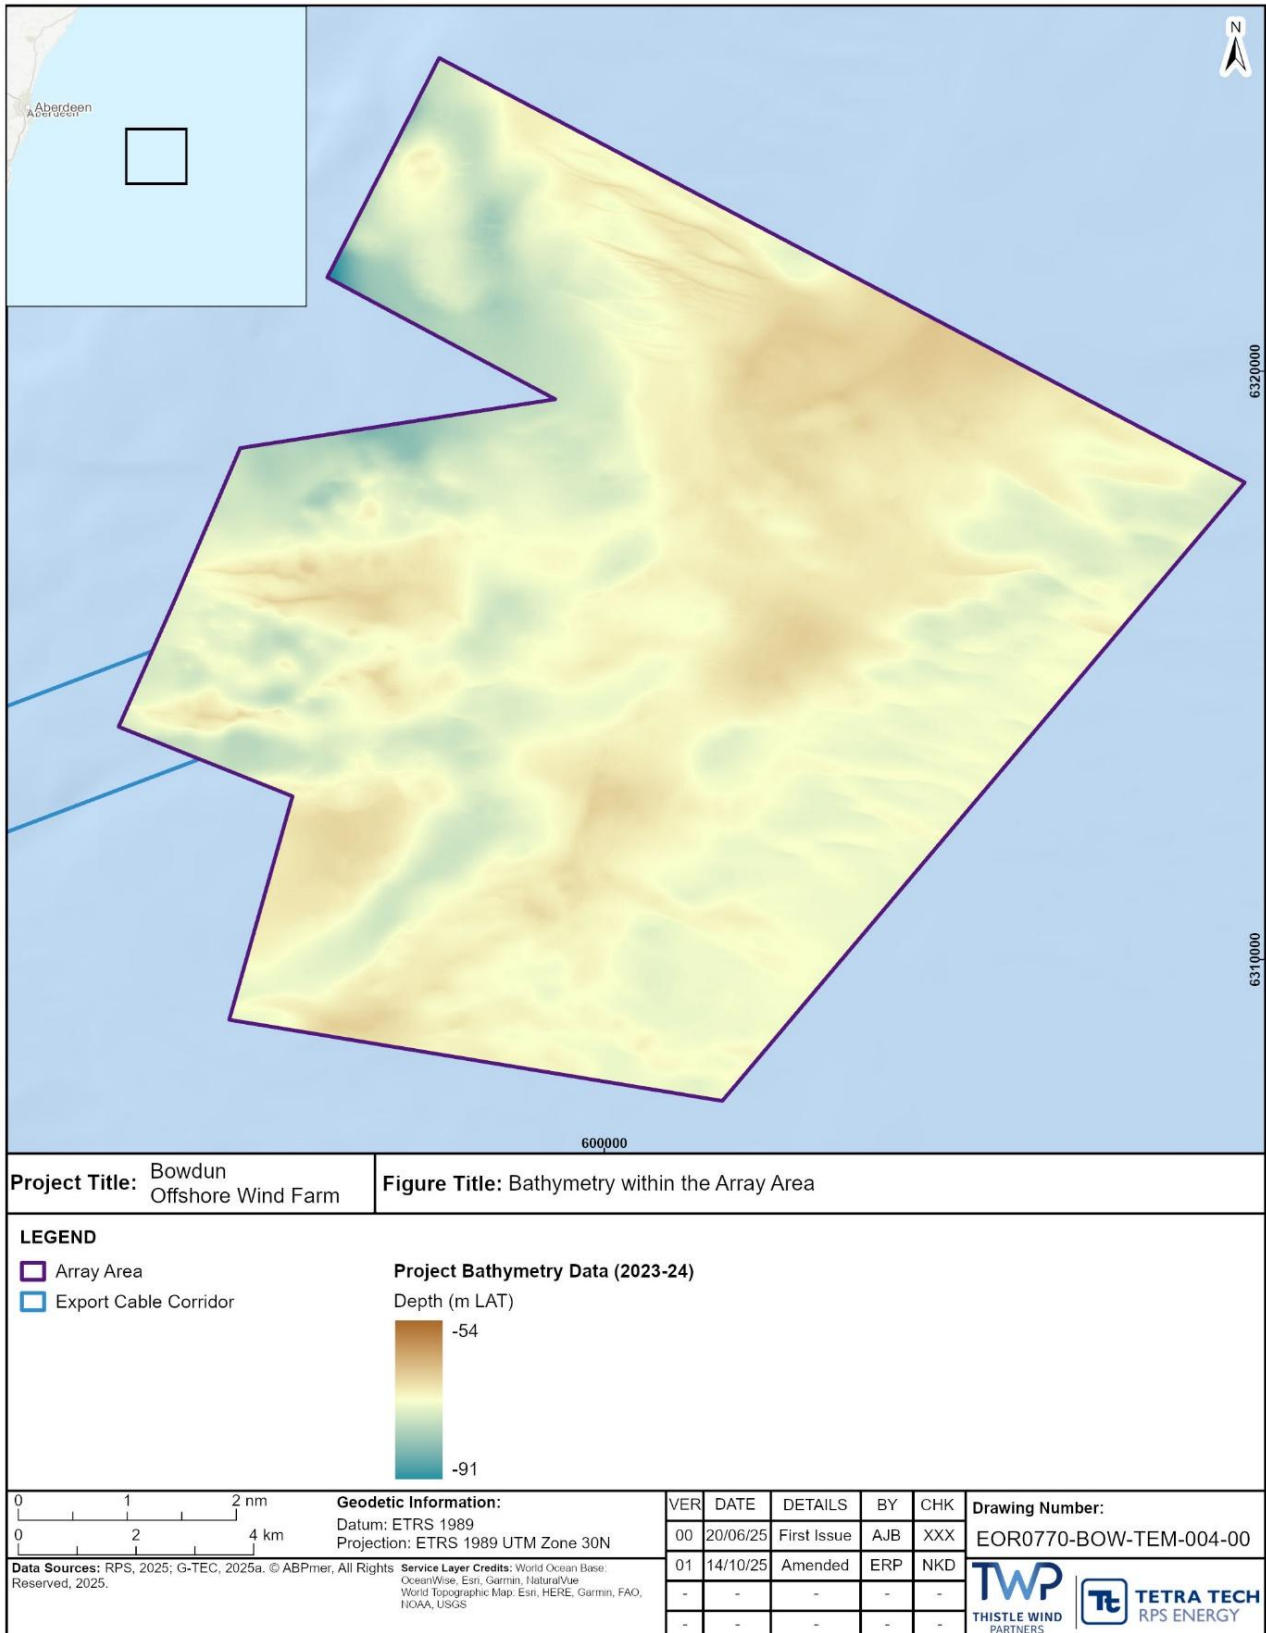 N
Aberdeen
Aberdeen
6320000
6310000
600000
Project Title: Bowdun
Offshore Wind Farm
Figure Title: Bathymetry within the Array Area
LEGEND
Array Area
Export Cable Corridor
Project Bathymetry Data (2023-24)
Depth (m LAT)
-54
-91
0 1 2 nm
0 2 4 km
Geodetic Information:
Datum: ETRS 1989
Projection: ETRS 1989 UTM Zone 30N
Data Sources: RPS, 2025; G-TEC, 2025a. © ABPmer, All Rights
Reserved, 2025.
Service Layer Credits: World Ocean Base:
OceanWise, Esri, Garmin, NaturalVue
World Topographic Map: Esri, HERE, Garmin, FAO,
NOAA, USGS
VER DATE DETAILS BY CHK
00 20/06/25 First Issue AJB XXX
01 14/10/25 Amended ERP NKD
- - - - -
- - - - -
Drawing Number:
EOR0770-BOW-TEM-004-00
TWP
THISTLE WIND
PARTNERS
Tt
TETRA TECH
RPS ENERGY